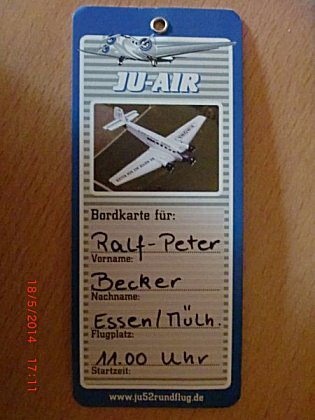 JU-AIR
Bordkarte für:
Ralf-Peter
Vorname:
Becker
Nachname:
Essen/Mülh.
Flugplatz:
11.00 Uhr
Startzeit:
www.ju52rundflug.de
18/5/2014 17:11